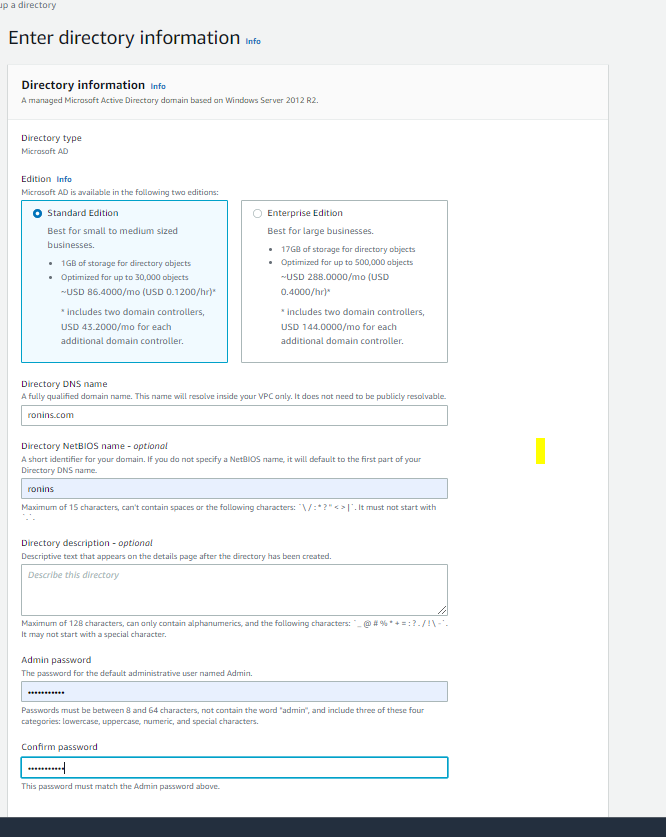 up a directory
Enter directory information Info
Directory information Info
A managed Microsoft Active Directory domain based on Windows Server 2012 R2.
Directory type
Microsoft AD
Edition Info
Microsoft AD is available in the following two editions:
Standard Edition
Best for small to medium sized
businesses.
• 1GB of storage for directory objects
• Optimized for up to 30,000 objects
~USD 86.4000/mo (USD 0.1200/hr)*
* includes two domain controllers,
USD 43.2000/mo for each
additional domain controller.
Enterprise Edition
Best for large businesses.
• 17GB of storage for directory objects
• Optimized for up to 500,000 objects
~USD 288.0000/mo (USD
0.4000/hr)*
* includes two domain controllers,
USD 144.0000/mo for each
additional domain controller.
Directory DNS name
A fully qualified domain name. This name will resolve inside your VPC only. It does not need to be publicly resolvable.
ronins.com
Directory NetBIOS name - optional
A short identifier for your domain. If you do not specify a NetBIOS name, it will default to the first part of your
Directory DNS name.
ronins
Maximum of 15 characters, can't contain spaces or the following characters: `\ / : * ? " < > |`. It must not start with
`.`.
Directory description - optional
Descriptive text that appears on the details page after the directory has been created.
Describe this directory
Maximum of 128 characters, can only contain alphanumerics, and the following characters: `_ @ # % * + = : ? . / ! \ -`.
It may not start with a special character.
Admin password
The password for the default administrative user named Admin.
•••••••••••
Passwords must be between 8 and 64 characters, not contain the word "admin", and include three of these four
categories: lowercase, uppercase, numeric, and special characters.
Confirm password
•••••••••••
This password must match the Admin password above.